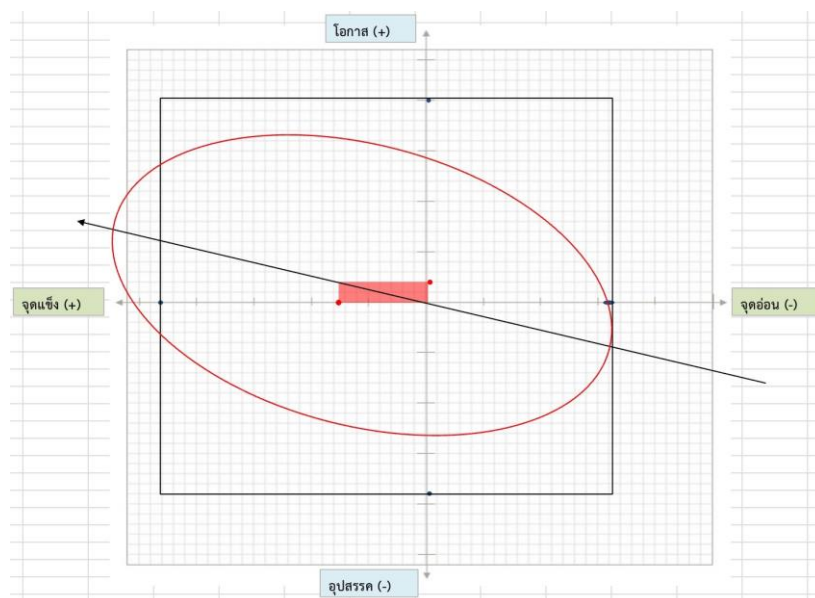 โอกาส (+)
จุดแข็ง (+)
จุดอ่อน (-)
อุปสรรค (-)